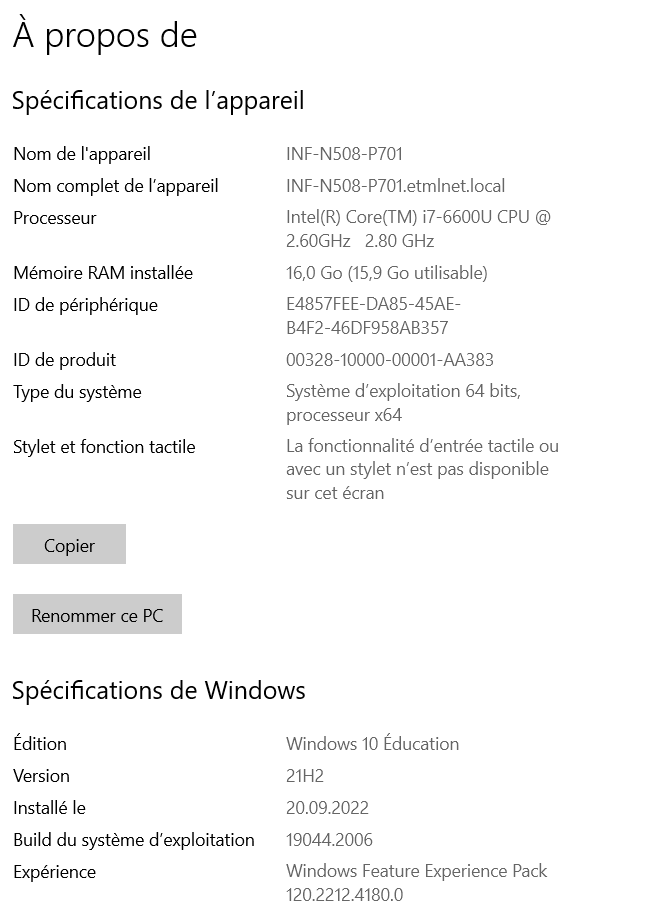 À propos de
Spécifications de l’appareil
Nom de l'appareil INF-N508-P701
Nom complet de l’appareil INF-N508-P701.etmlnet.local
Processeur Intel(R) Core(TM) i7-6600U CPU @
2.60GHz 2.80 GHz
Mémoire RAM installée 16,0 Go (15,9 Go utilisable)
ID de périphérique E4857FEE-DA85-45AE-
B4F2-46DF958AB357
ID de produit 00328-10000-00001-AA383
Type du système Système d’exploitation 64 bits,
processeur x64
Stylet et fonction tactile La fonctionnalité d’entrée tactile ou
avec un stylet n’est pas disponible
sur cet écran
Copier
Renommer ce PC
Spécifications de Windows
Édition Windows 10 Éducation
Version 21H2
Installé le 20.09.2022
Build du système d’exploitation 19044.2006
Expérience Windows Feature Experience Pack
120.2212.4180.0